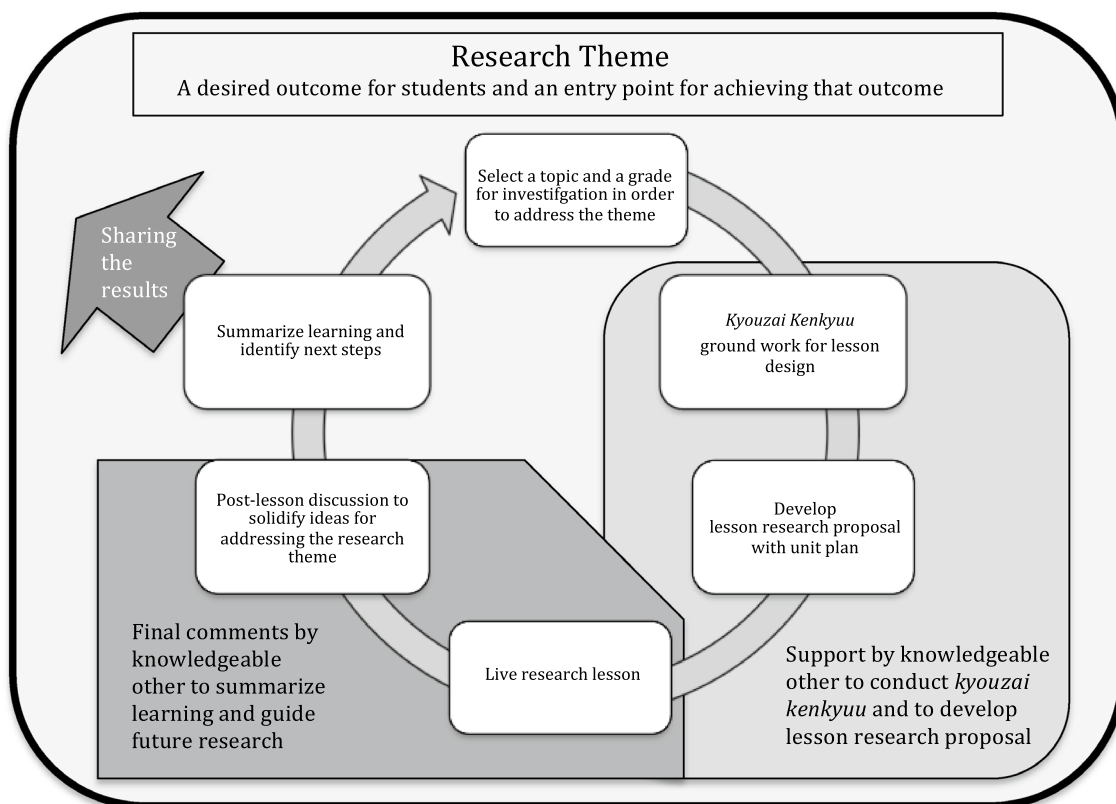 Research Theme
A desired outcome for students and an entry point for achieving that outcome
Select a topic and a grade
for investifgation in order
to address the theme
Kyouzai Kenkyuu
ground work for lesson
design
Develop
lesson research proposal
with unit plan
Support by knowledgeable
other to conduct kyouzai
kenkyuu and to develop
lesson research proposal
Live research lesson
Post-lesson discussion to
solidify ideas for
addressing the research
theme
Final comments by
knowledgeable
other to summarize
learning and guide
future research
Summarize learning and
identify next steps
Sharing
the
results